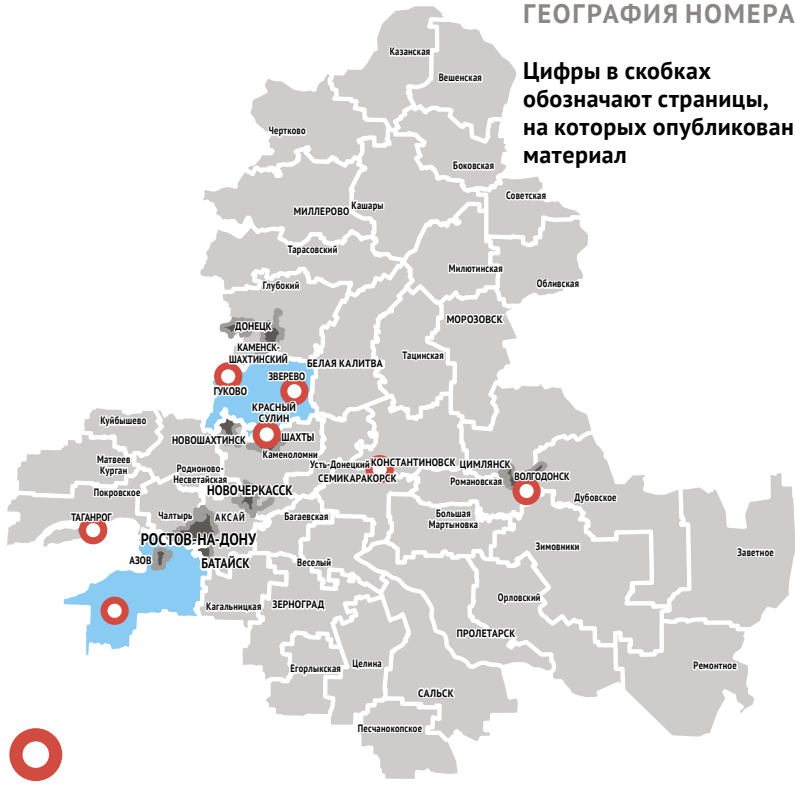 ГЕОГРАФИЯ НОМЕРА
Цифры в скобках
обозначают страницы,
на которых опубликован
материал
Казанская
Вешенская
Чертково
Боковская
Советская
Кашары
МИЛЛЕРОВО
Тарасовский
Милютинская
Обливская
Глубокий
МОРОЗОВСК
ДОНЕЦК
КАМЕНСК-
ШАХТИНСКИЙ
Тацинская
БЕЛАЯ КАЛИТВА
ЗВЕРЕВО
ГУКОВО
КРАСНЫЙ
СУЛИН
Куйбышево
НОВОШАХТИНСК
ШАХТЫ
Каменоломни
Матвеев
Курган
Родионово-
Несветайская
Усть-Донецкий
КОНСТАНТИНОВСК
ЦИМЛЯНСК
СЕМИКАРАКОРСК
Романовская
ВОЛГОДОНСК
Дубовское
Покровское
НОВОЧЕРКАССК
ТАГАНРОГ
Чалтырь
АКСАЙ
Багаевская
Большая
Мартыновка
РОСТОВ-НА-ДОНУ
Зимовники
Заветное
АЗОВ
БАТАЙСК
Веселый
Орловский
Кагальницкая
ЗЕРНОГРАД
ПРОЛЕТАРСК
Егорлыкская
Целина
Ремонтное
САЛЬСК
Песчанокопское